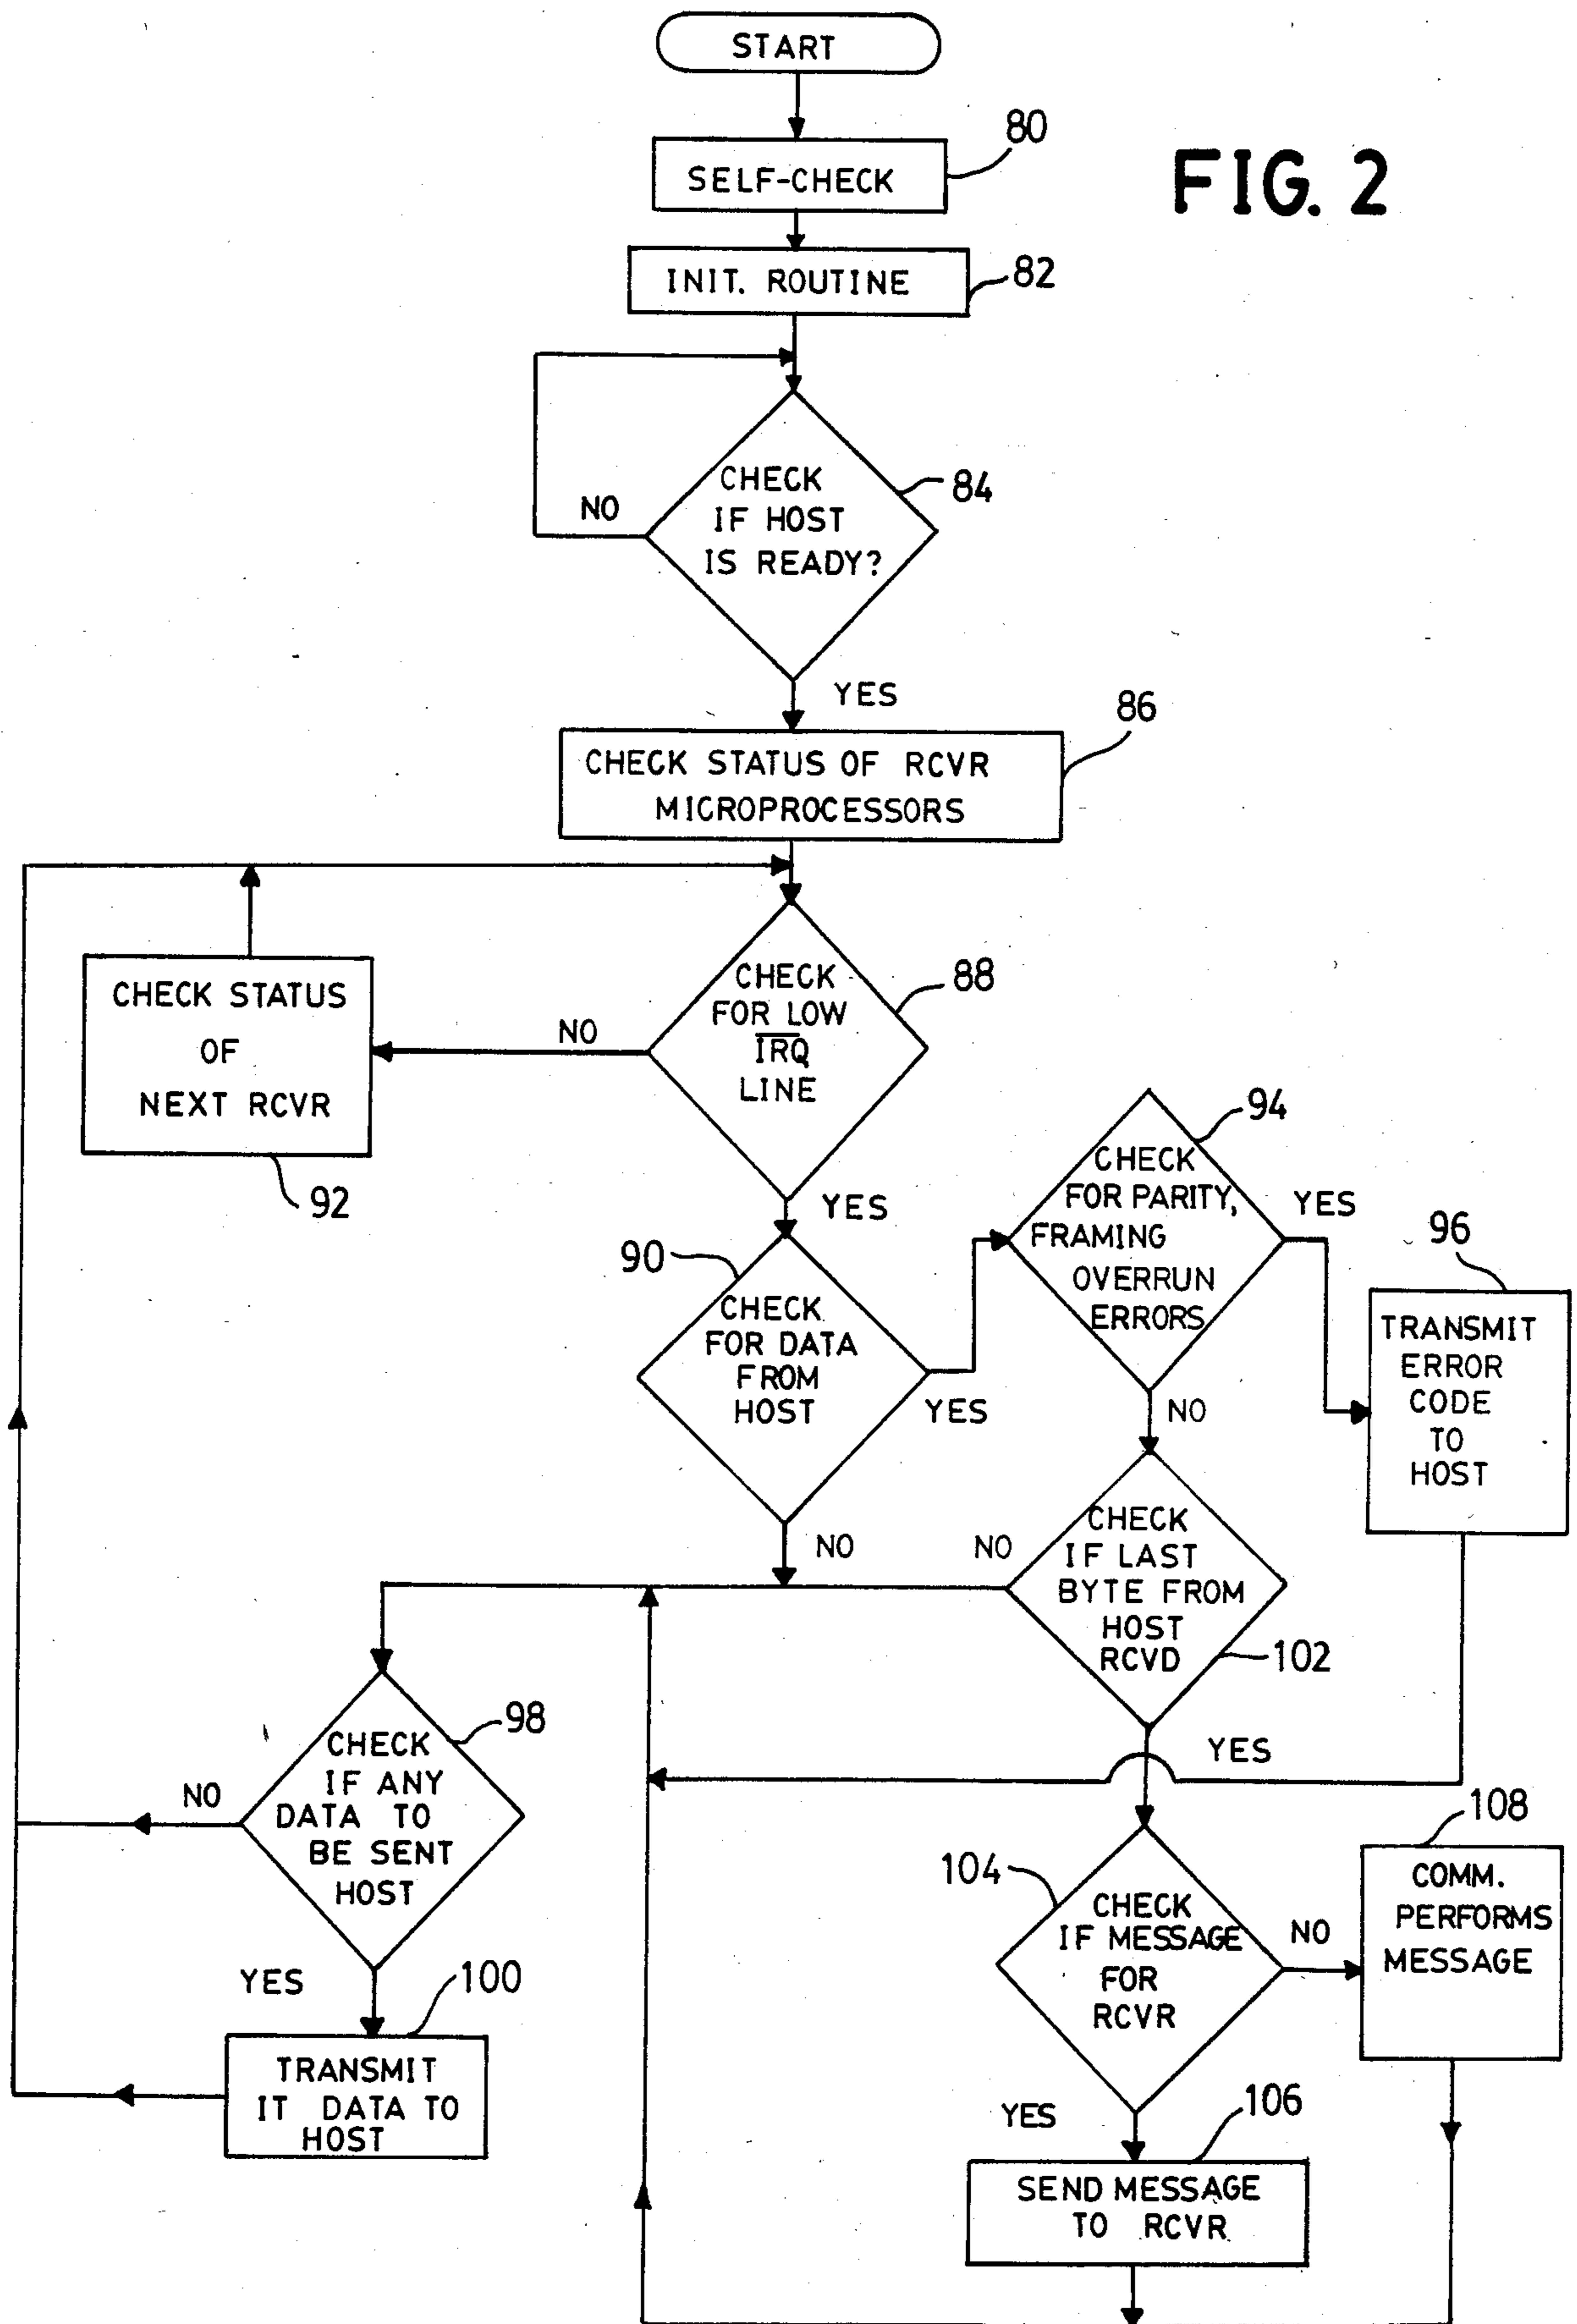 START
80
SELF-CHECK
FIG. 2
INIT. ROUTINE
82
CHECK
IF HOST
IS READY?
84
NO
YES
86
CHECK STATUS OF RCVR
MICROPROCESSORS
CHECK
FOR LOW
IRQ
LINE
88
NO
CHECK STATUS
OF
NEXT RCVR
92
YES
90
CHECK
FOR DATA
FROM
HOST
YES
NO
94
CHECK
FOR PARITY,
FRAMING
OVERRUN
ERRORS
YES
NO
96
TRANSMIT
ERROR
CODE
TO
HOST
CHECK
IF LAST
BYTE FROM
HOST
RCVD
102
NO
YES
98
CHECK
IF ANY
DATA TO
BE SENT
HOST
NO
YES
100
TRANSMIT
IT DATA TO
HOST
104
CHECK
IF MESSAGE
FOR
RCVR
NO
YES
108
COMM.
PERFORMS
MESSAGE
106
SEND MESSAGE
TO RCVR